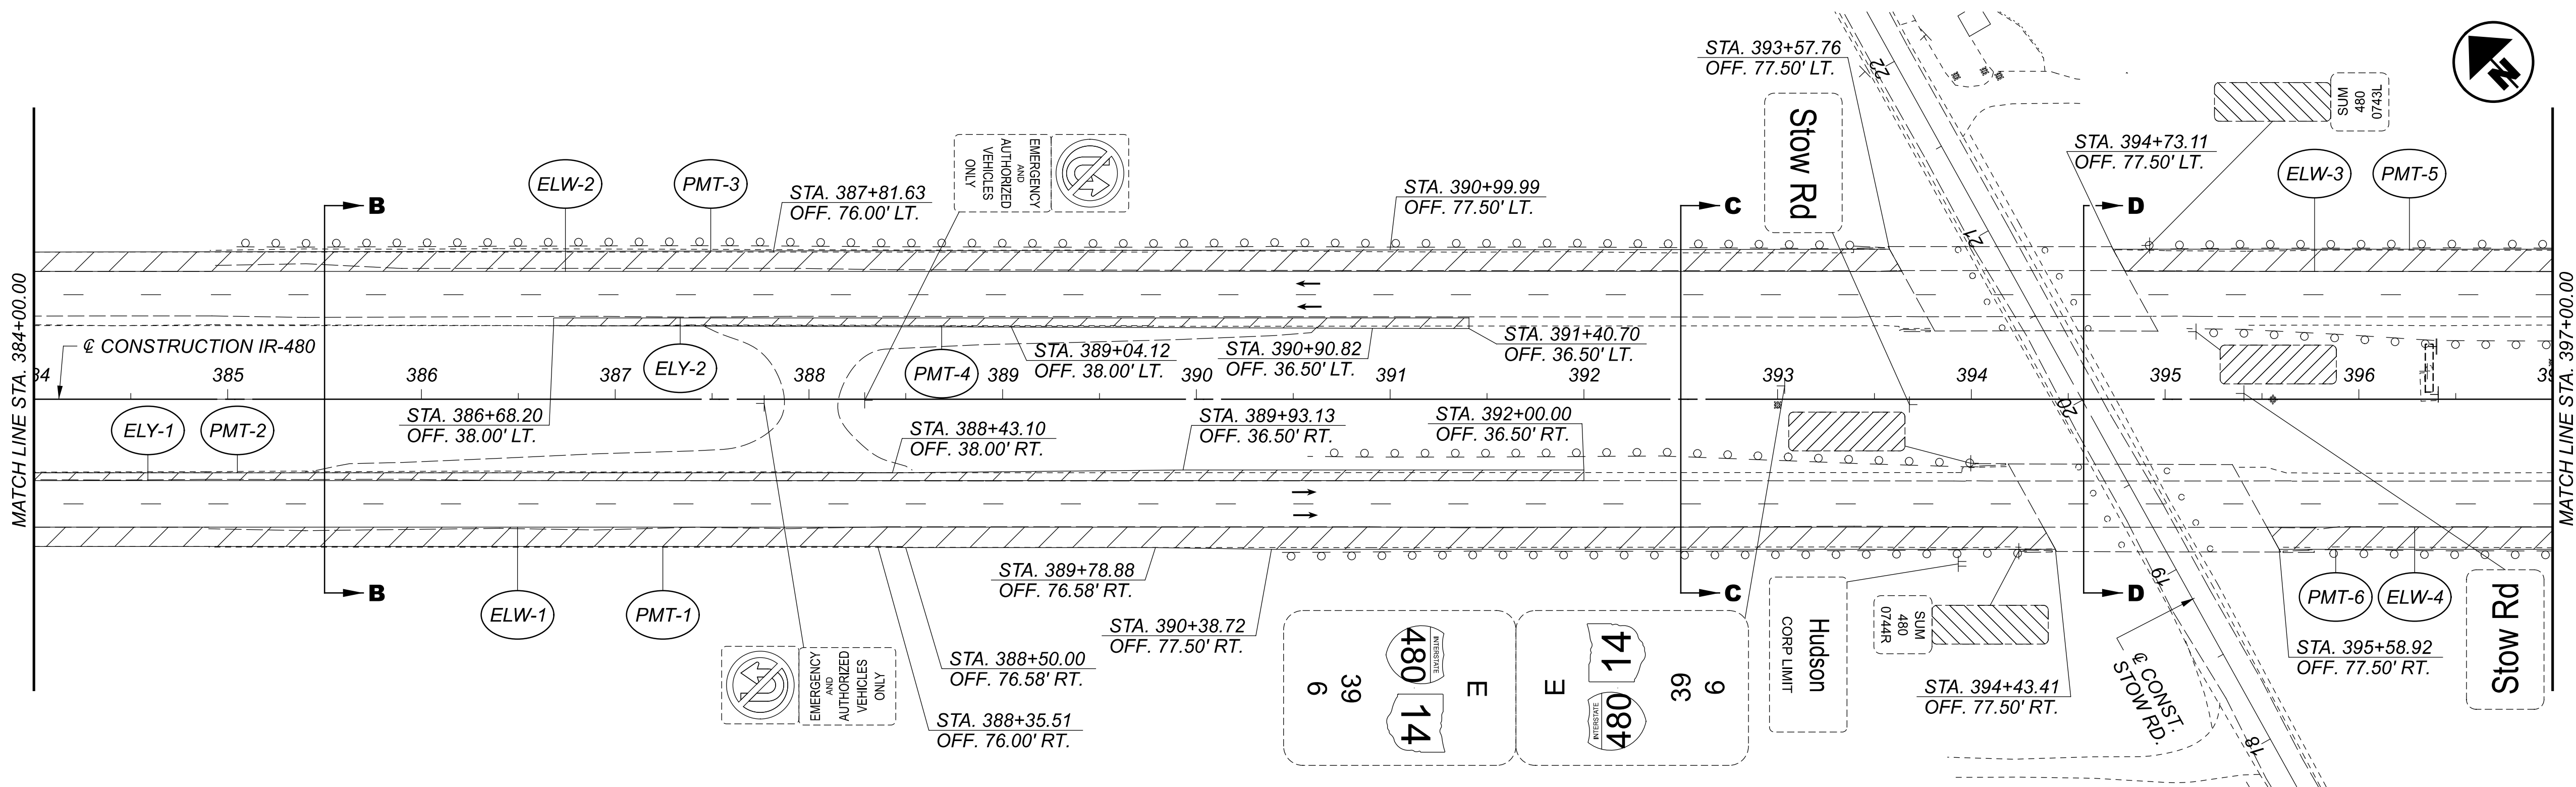 STA. 393+57.76
OFF. 77.50' LT.
22
N
SUM
480
0743L
EMERGENCY
AND
AUTHORIZED
VEHICLES
ONLY
Stow Rd
STA. 394+73.11
OFF. 77.50' LT.
ELW-2
PMT-3
STA. 387+81.63
OFF. 76.00' LT.
STA. 390+99.99
OFF. 77.50' LT.
ELW-3
PMT-5
B
C
D
21
MATCH LINE STA. 384+00.00
℄ CONSTRUCTION IR-480
ELY-2
PMT-4
STA. 389+04.12
OFF. 38.00' LT.
STA. 390+90.82
OFF. 36.50' LT.
STA. 391+40.70
OFF. 36.50' LT.
MATCH LINE STA. 397+00.00
84
385
386
387
388
389
390
391
392
393
394
395
396
20
ELY-1
PMT-2
STA. 386+68.20
OFF. 38.00' LT.
STA. 388+43.10
OFF. 38.00' RT.
STA. 389+93.13
OFF. 36.50' RT.
STA. 392+00.00
OFF. 36.50' RT.
B
C
D
19
ELW-1
PMT-1
STA. 389+78.88
OFF. 76.58' RT.
STA. 390+38.72
OFF. 77.50' RT.
STA. 388+50.00
OFF. 76.58' RT.
STA. 388+35.51
OFF. 76.00' RT.
EMERGENCY
AND
AUTHORIZED
VEHICLES
ONLY
E
INTERSTATE
480
14
39
6
E
14
INTERSTATE
480
39
6
Hudson
CORP LIMIT
SUM
480
0744R
STA. 394+43.41
OFF. 77.50' RT.
℄ CONST.
STOW RD.
18
PMT-6
ELW-4
STA. 395+58.92
OFF. 77.50' RT.
Stow Rd